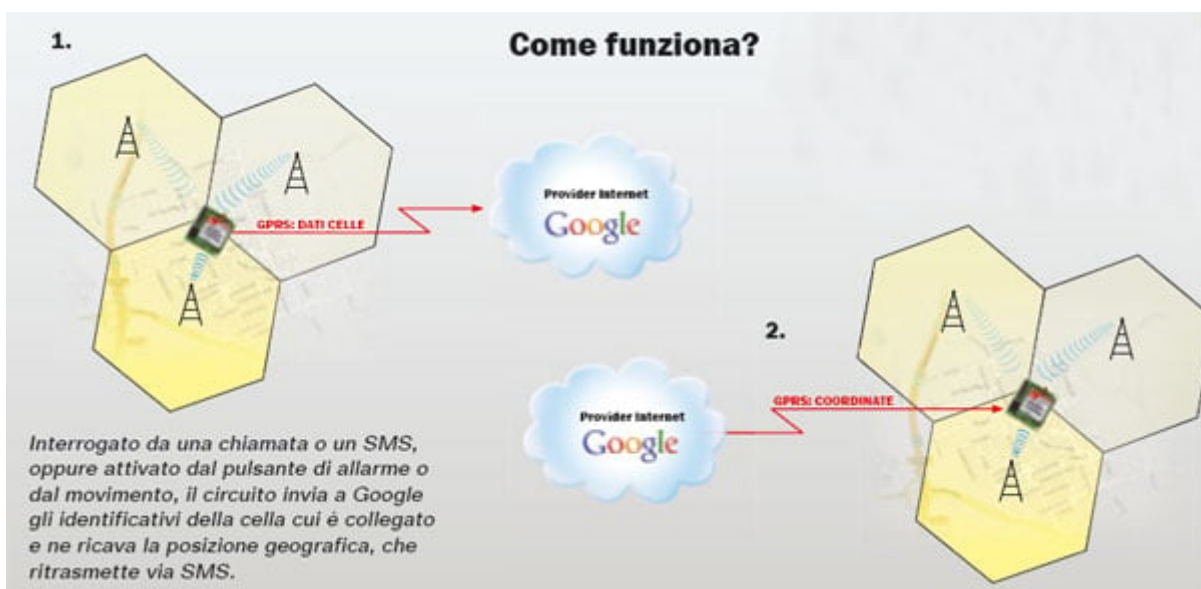 1.
Come funziona?
Provider Internet
Google
GPRS: DATI CELLE
2.
Provider Internet
Google
GPRS: COORDINATE
Interrogato da una chiamata o un SMS,
oppure attivato dal pulsante di allarme o
dal movimento, il circuito invia a Google
gli identificativi della cella cui è collegato
e ne ricava la posizione geografica, che
ritrasmette via SMS.